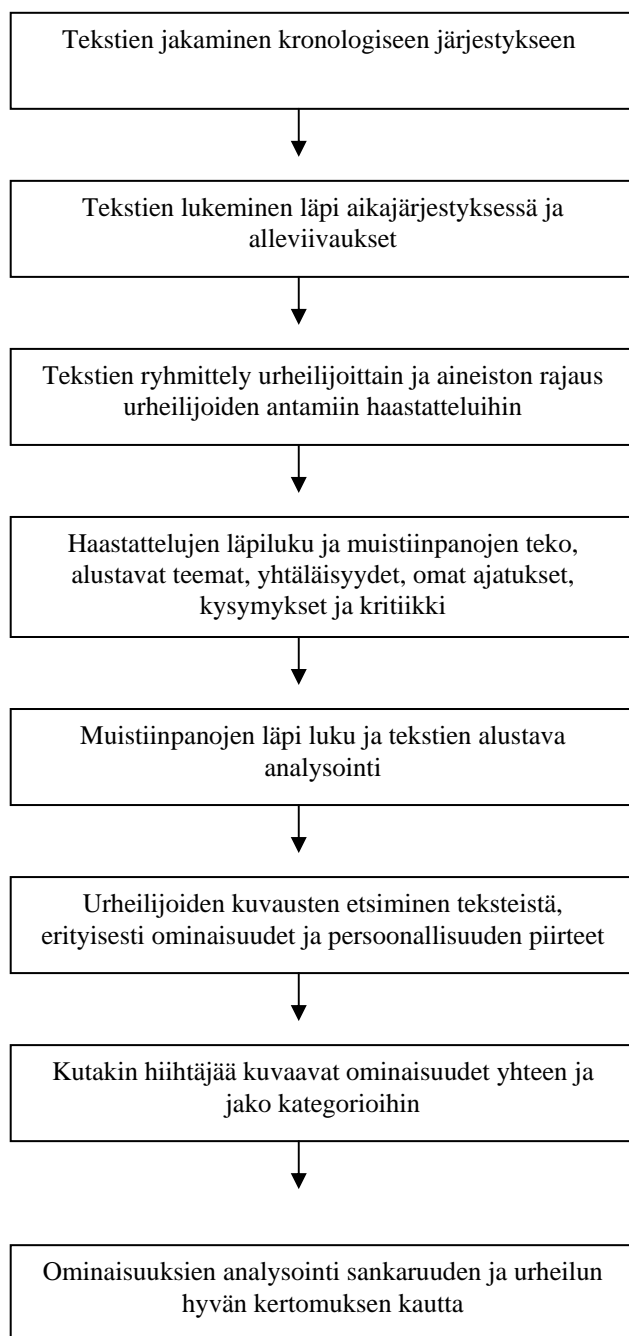 Tekstien jakaminen kronologiseen järjestykseen
Tekstien lukeminen läpi aikajärjestyksessä ja
alleviivaukset
Tekstien ryhmittely urheilijoittain ja aineiston rajaus
urheilijoiden antamiin haastatteluihin
Haastattelujen läpiluku ja muistiinpanojen teko,
alustavat teemat, yhtäläisyydet, omat ajatukset,
kysymykset ja kritiikki
Muistiinpanojen läpi luku ja tekstien alustava
analysointi
Urheilijoiden kuvausten etsiminen teksteistä,
erityisesti ominaisuudet ja persoonallisuuden piirteet
Kutakin hiihtäjää kuvaavat ominaisuudet yhteen ja
jako kategorioihin
Ominaisuuksien analysointi sankaruuden ja urheilun
hyvän kertomuksen kautta